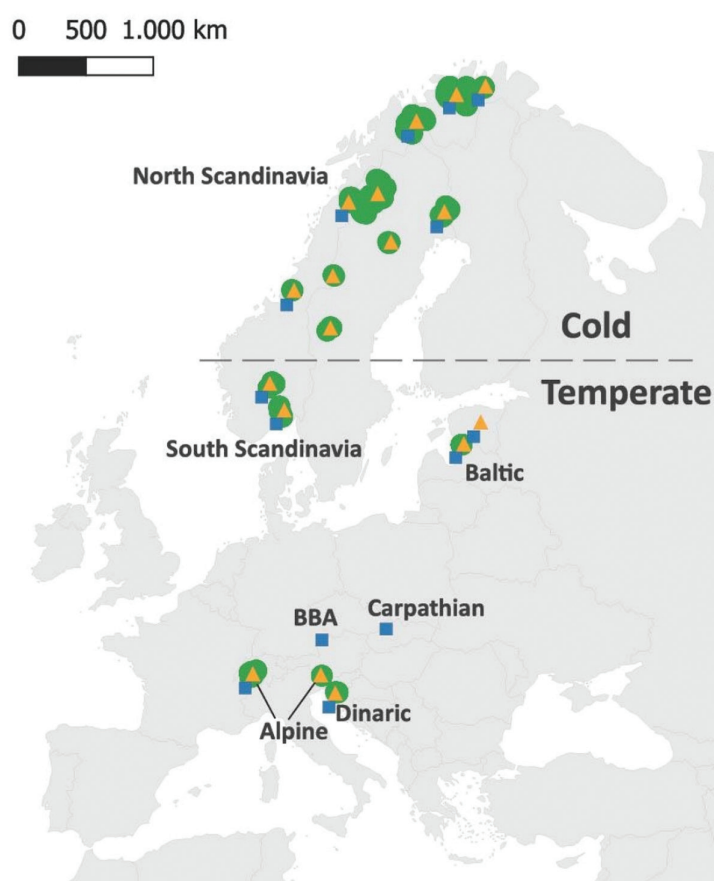 0 500 1.000 km
North Scandinavia
Cold
Temperate
South Scandinavia
Baltic
Carpathian
BBA
Dinaric
Alpine